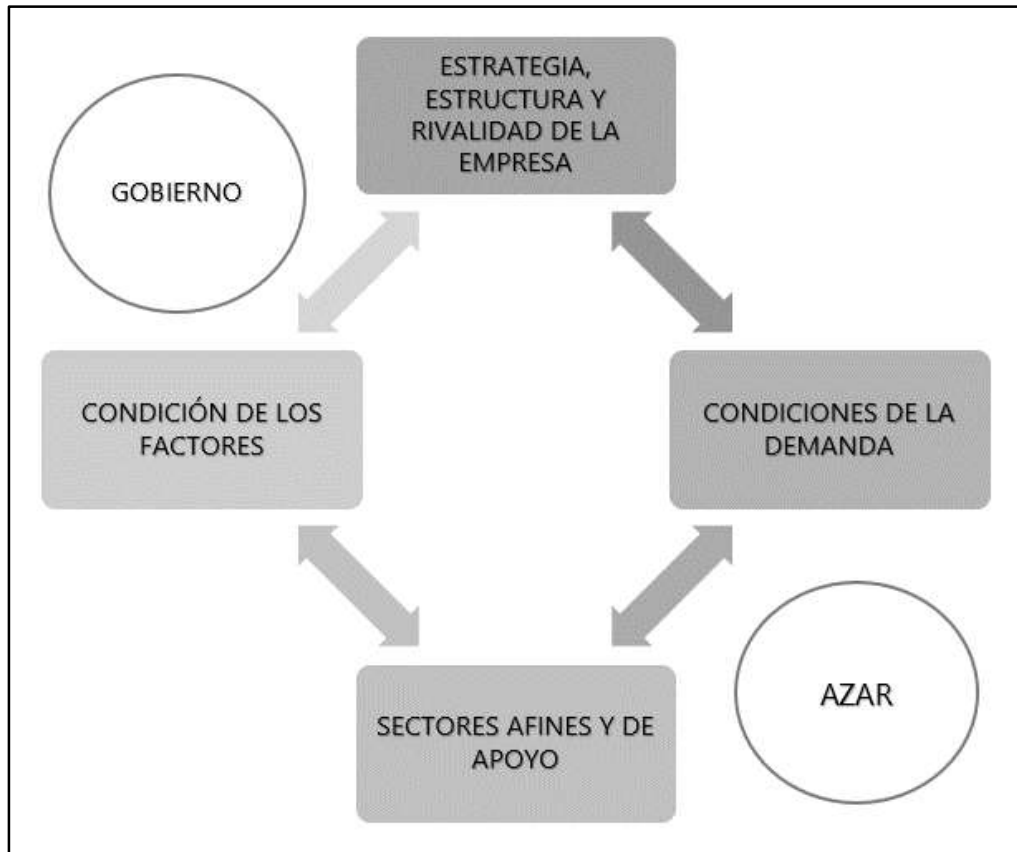 ESTRATEGIA,
ESTRUCTURA Y
RIVALIDAD DE LA
EMPRESA
GOBIERNO
CONDICIÓN DE LOS
FACTORES
CONDICIONES DE LA
DEMANDA
SECTORES AFINES Y DE
APOYO
AZAR